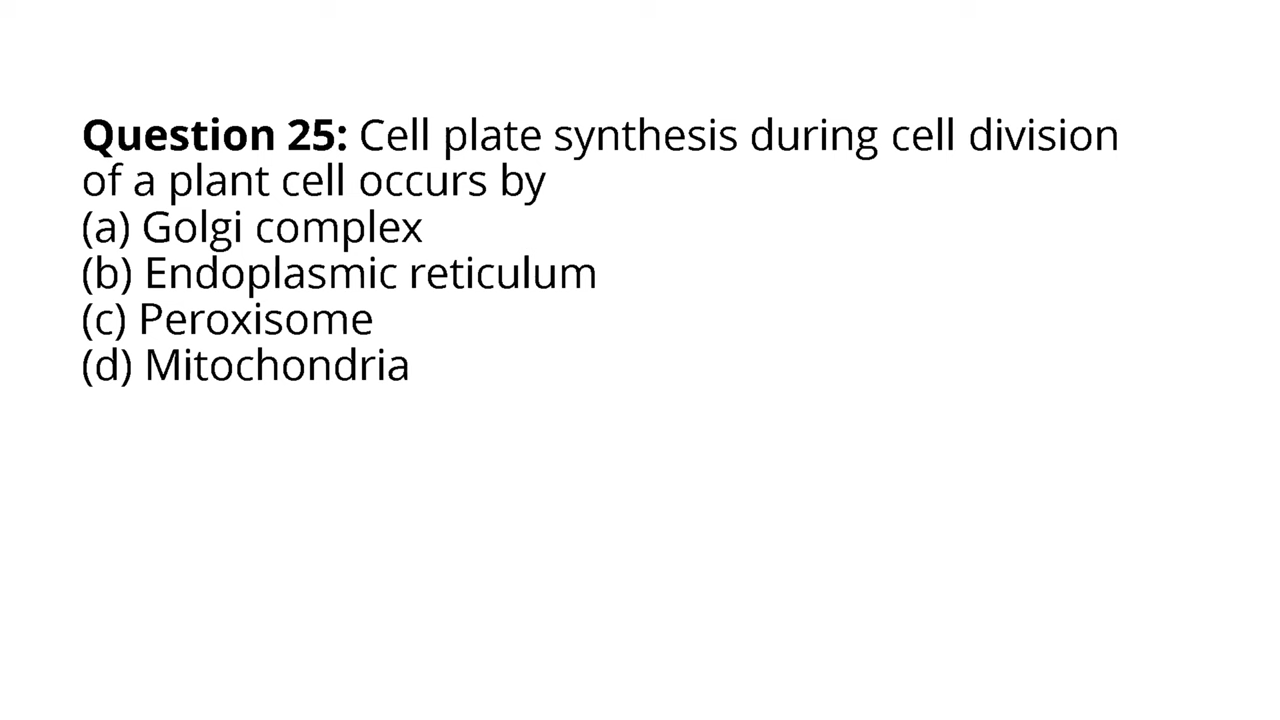 Question 25: Cell plate synthesis during cell division
of a plant cell occurs by
(a) Golgi complex
(b) Endoplasmic reticulum
(c) Peroxisome
(d) Mitochondria